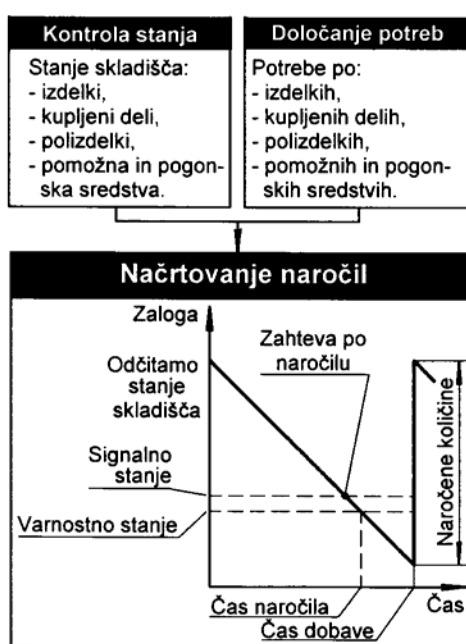 Kontrola stanja
Stanje skladišča:
- izdelki,
- kupljeni deli,
- polizdelki,
- pomožna in pogon-
ska sredstva.
Določanje potreb
Potrebe po:
- izdelkih,
- kupljenih delih,
- polizdelkih,
- pomožnih in pogon-
skih sredstvih.
Načrtovanje naročil
Zaloga
Zahteva po
naročilu
Odčitamo
stanje
skladišča
Signalno
stanje
Varnostno stanje
Naročene količine
Čas naročila
Čas
Čas dobave